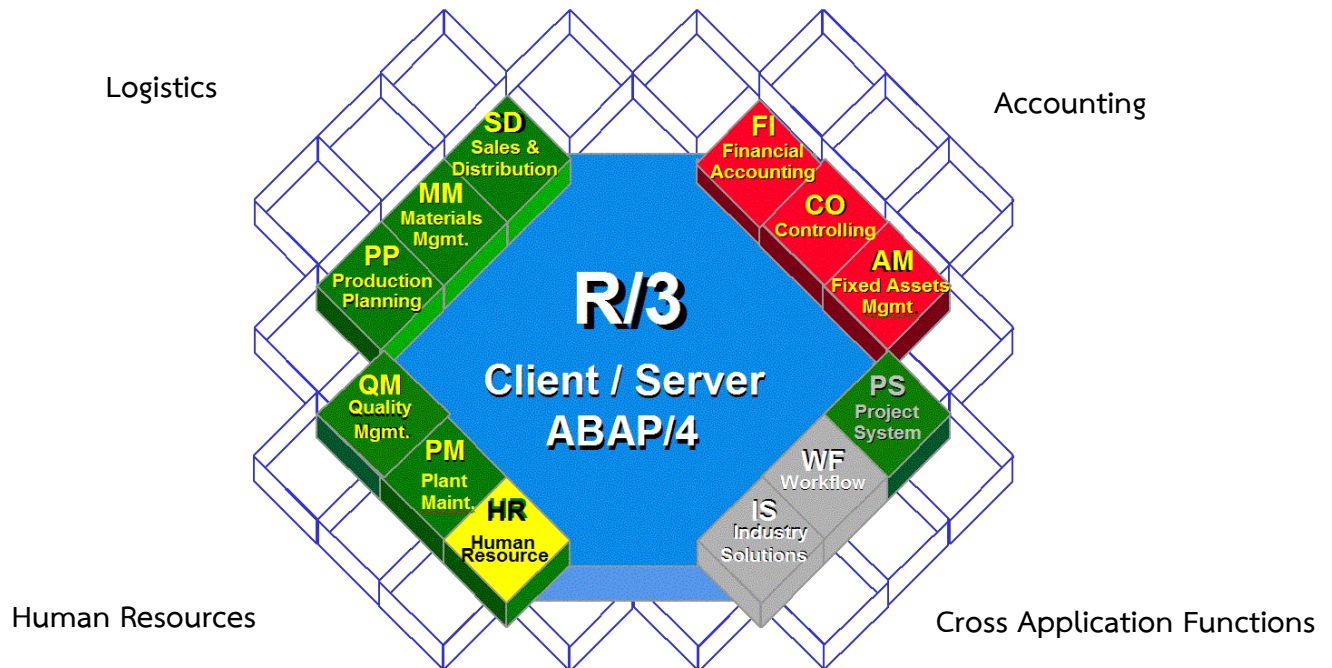 Logistics
Accounting
SD
Sales &
Distribution
MM
Materials
Mgmt.
PP
Production
Planning
FI
Financial
Accounting
CO
Controlling
AM
Fixed Assets
Mgmt.
R/3
Client / Server
ABAP/4
QM
Quality
Mgmt.
PM
Plant
Maint.
HR
Human
Resource
PS
Project
System
WF
Workflow
IS
Industry
Solutions
Human Resources
Cross Application Functions